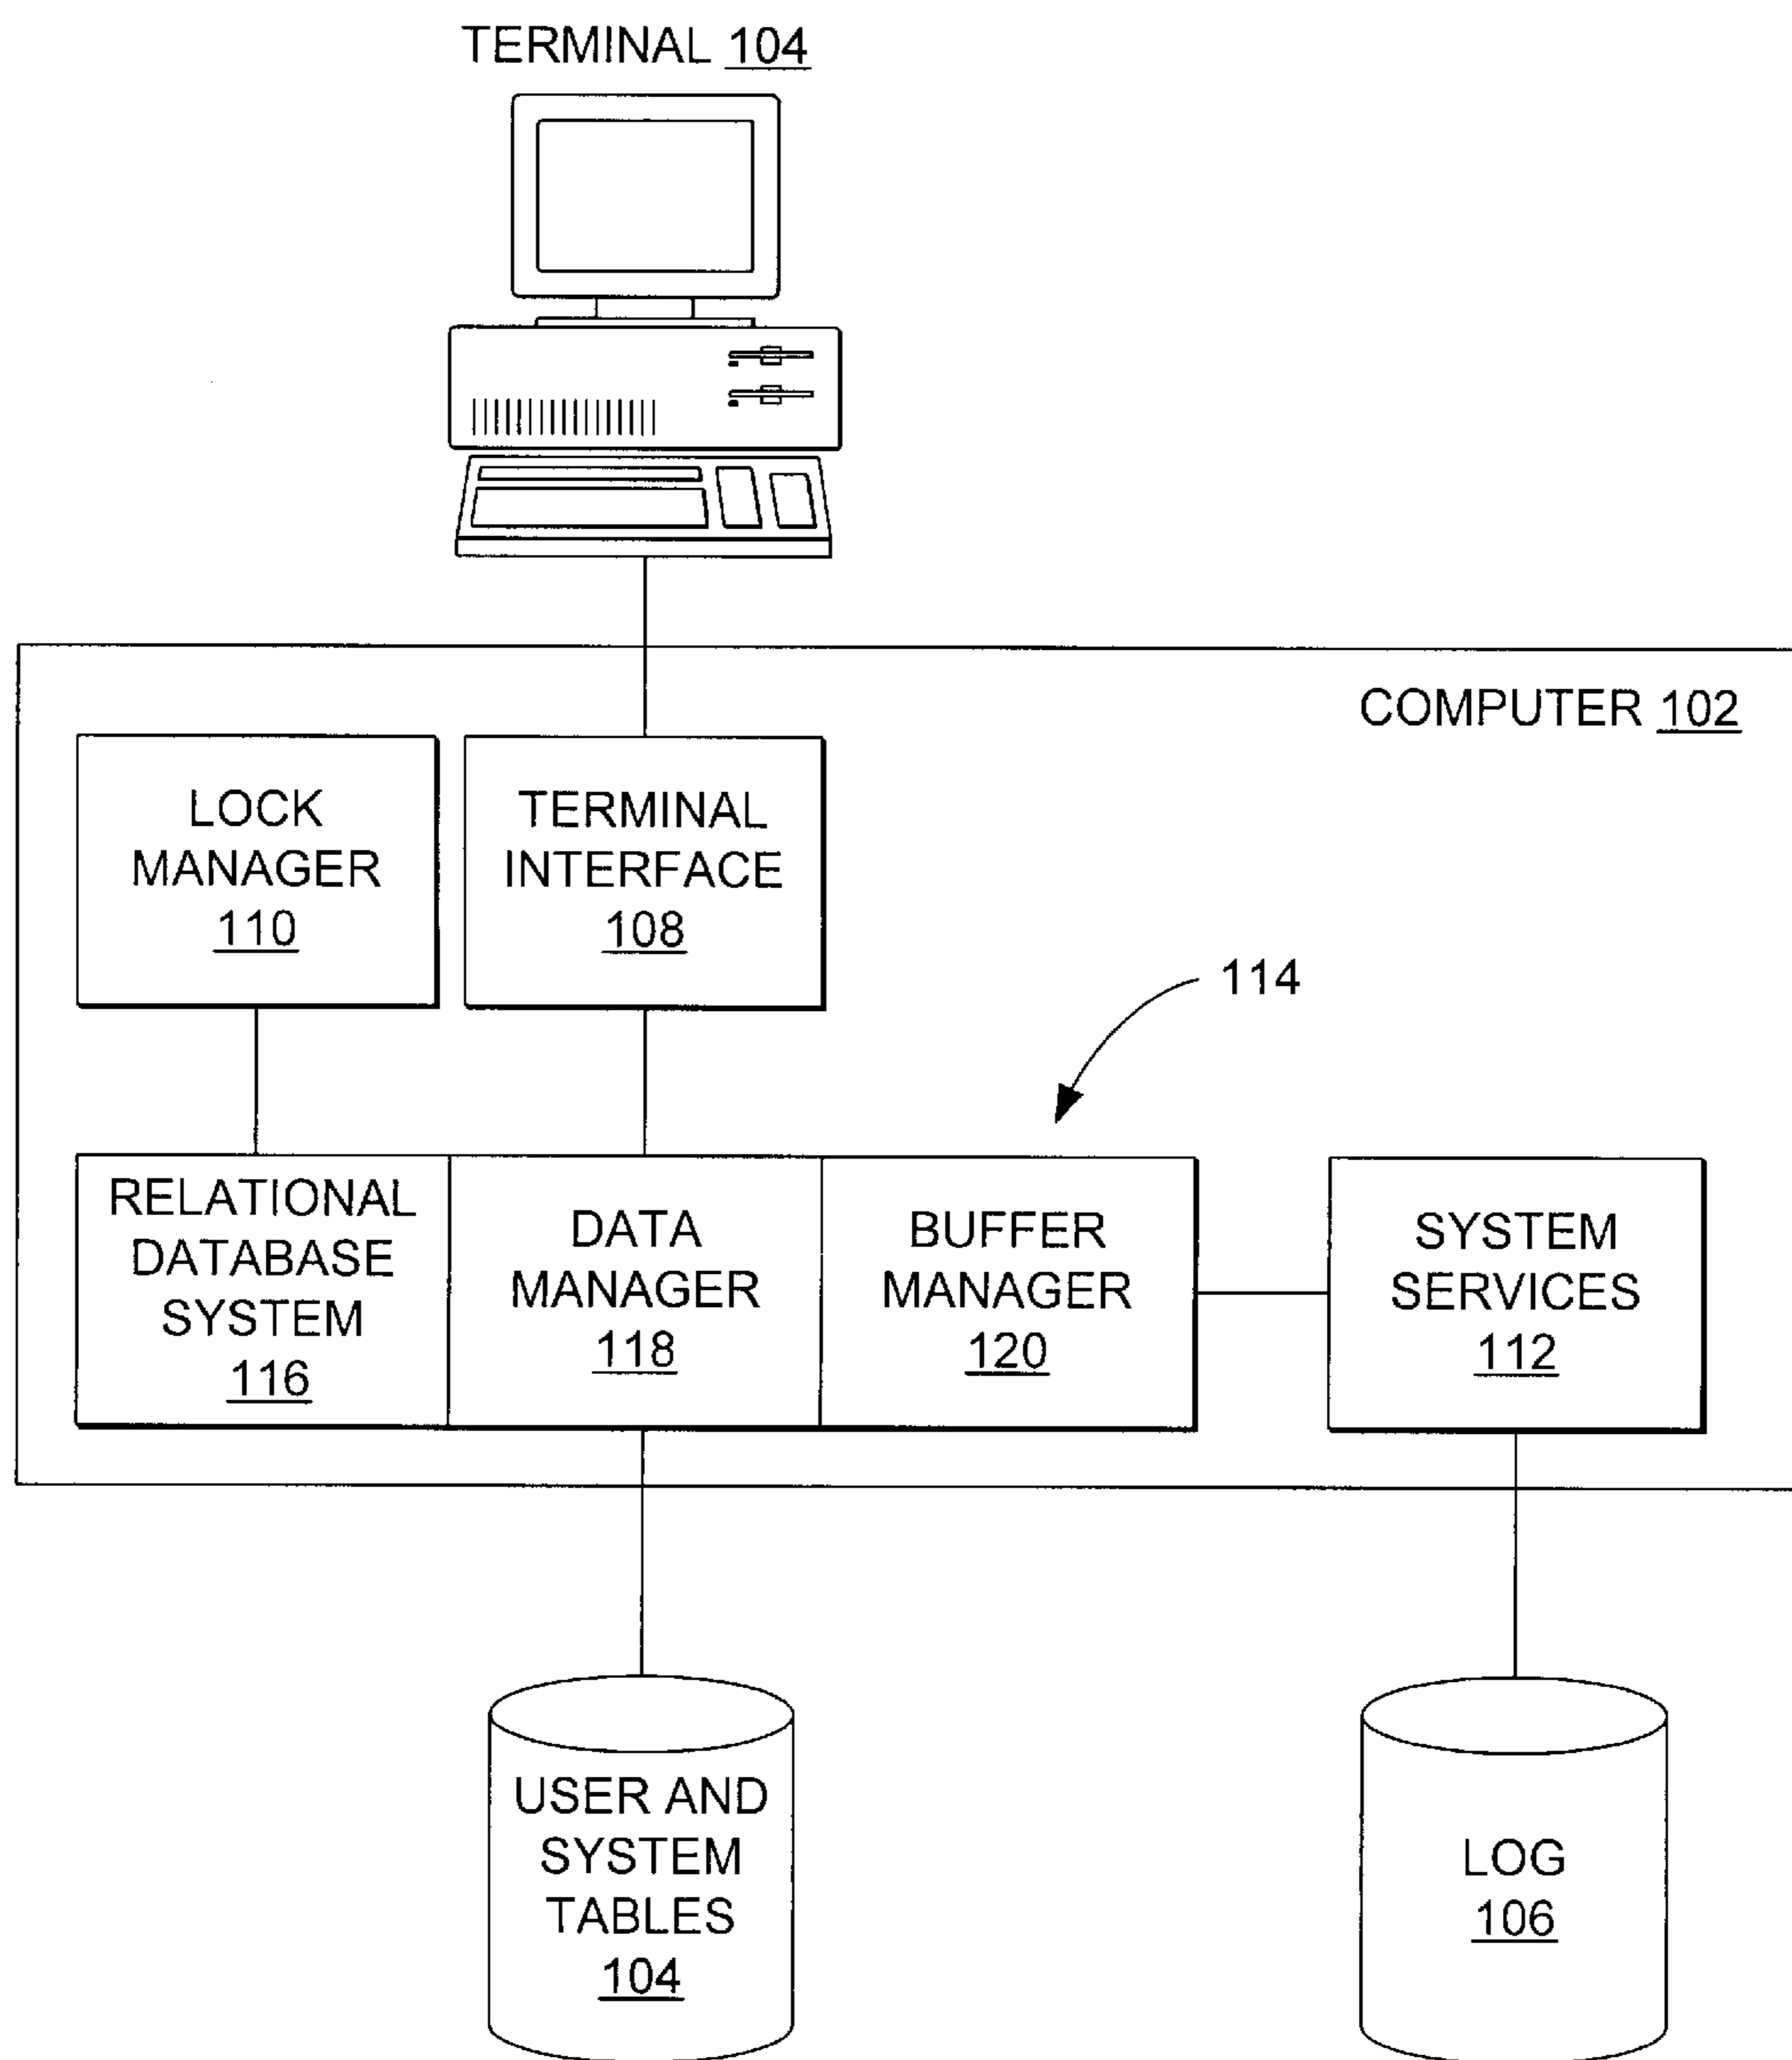 TERMINAL 104
COMPUTER 102
LOCK
MANAGER
110
TERMINAL
INTERFACE
108
114
RELATIONAL
DATABASE
SYSTEM
116
DATA
MANAGER
118
BUFFER
MANAGER
120
SYSTEM
SERVICES
112
USER AND
SYSTEM
TABLES
104
LOG
106